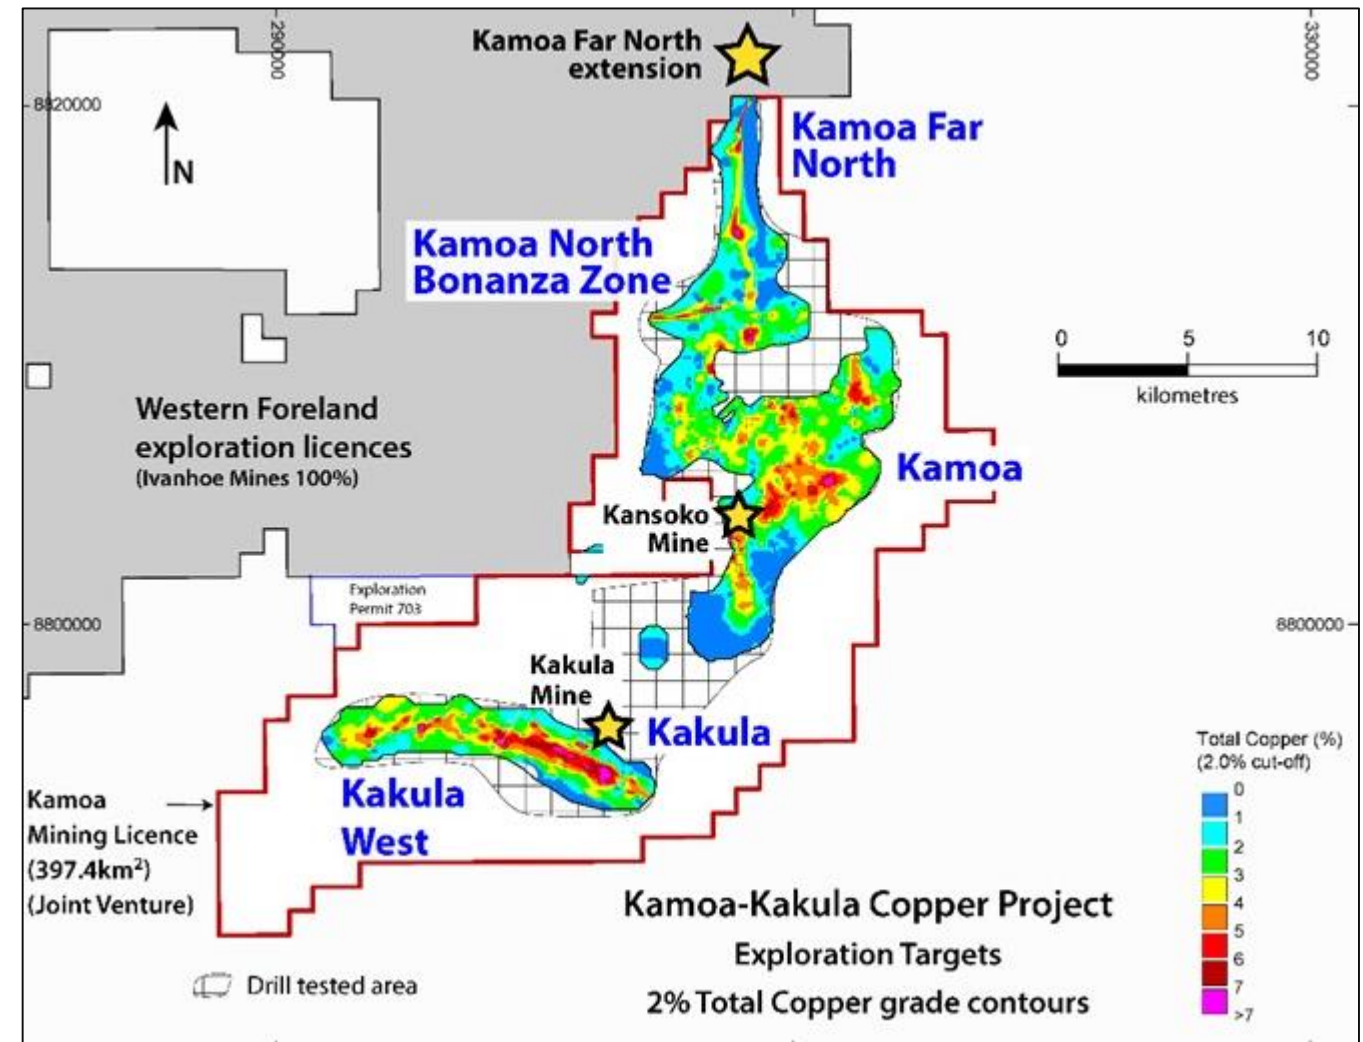 290000
330000
Kamoa Far North
extension
8820000
Kamoa Far
North
N
Kamoa North
Bonanza Zone
0 5 10
kilometres
Western Foreland
exploration licences
(Ivanhoe Mines 100%)
Kamoa
Kansoko
Mine
Exploration
Permit 703
8800000
8800000
Kakula
Mine
Kakula
Total Copper (%)
(2.0% cut-off)
0
1
2
3
4
5
6
7
>7
Kakula
West
Kamoa
Mining Licence
(397.4km²)
(Joint Venture)
Kamoa-Kakula Copper Project
Exploration Targets
2% Total Copper grade contours
Drill tested area